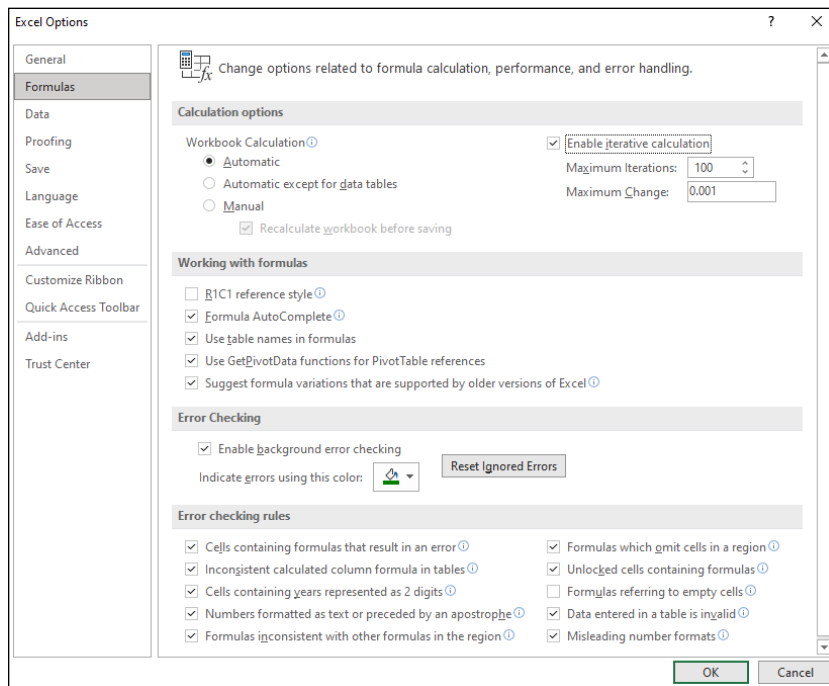 Excel Options
General
Formulas
Data
Proofing
Save
Language
Ease of Access
Advanced
Customize Ribbon
Quick Access Toolbar
Add-ins
Trust Center
Change options related to formula calculation, performance, and error handling.
Calculation options
Workbook Calculation
Automatic
Automatic except for data tables
Manual
Recalculate workbook before saving
Enable iterative calculation
Maximum Iterations: 100
Maximum Change: 0.001
Working with formulas
R1C1 reference style
Formula AutoComplete
Use table names in formulas
Use GetPivotData functions for PivotTable references
Suggest formula variations that are supported by older versions of Excel
Error Checking
Enable background error checking
Indicate errors using this color:
Reset Ignored Errors
Error checking rules
Cells containing formulas that result in an error
Inconsistent calculated column formula in tables
Cells containing years represented as 2 digits
Numbers formatted as text or preceded by an apostrophe
Formulas inconsistent with other formulas in the region
Formulas which omit cells in a region
Unlocked cells containing formulas
Formulas referring to empty cells
Data entered in a table is invalid
Misleading number formats
OK
Cancel